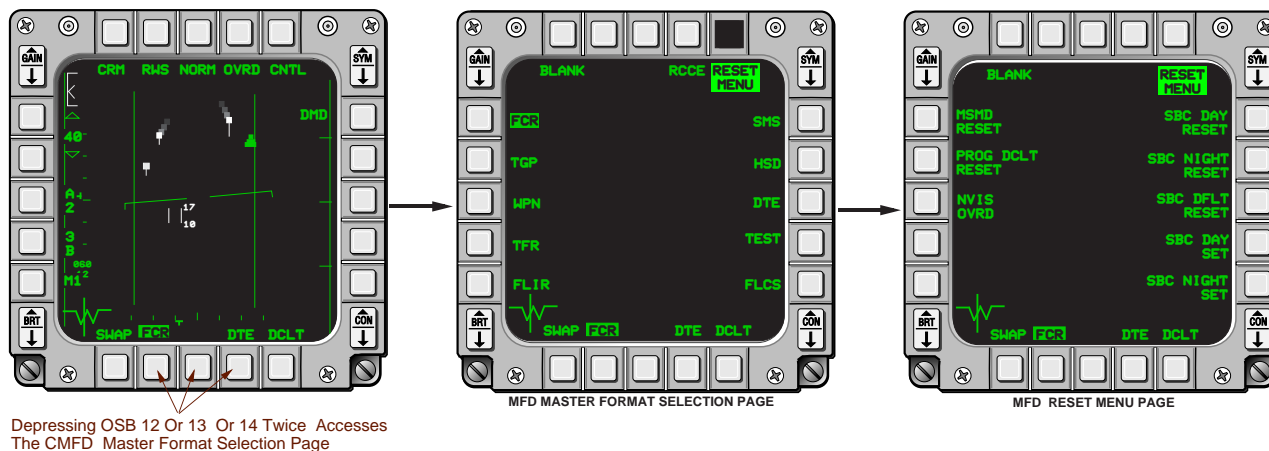 GAIN
SYM
CRM RWS NORM OVRD CNTL
DMD
40
A
2
17
10
3
B
060
M1 2
BRT
CON
SWAP FCR DTE DCLT
Depressing OSB 12 Or 13 Or 14 Twice Accesses
The CMFD Master Format Selection Page
GAIN
SYM
BLANK RCCE RESET
MENU
FCR SMS
TGP HSD
WPN DTE
TFR TEST
FLIR FLCS
BRT
CON
SWAP FCR DTE DCLT
MFD MASTER FORMAT SELECTION PAGE
GAIN
SYM
BLANK RESET
MENU
MSMD SBC DAY
RESET RESET
PROG DCLT SBC NIGHT
RESET RESET
NVIS SBC DFLT
OVRD RESET
SBC DAY
SET
SBC NIGHT
SET
BRT
CON
SWAP FCR DTE DCLT
MFD RESET MENU PAGE